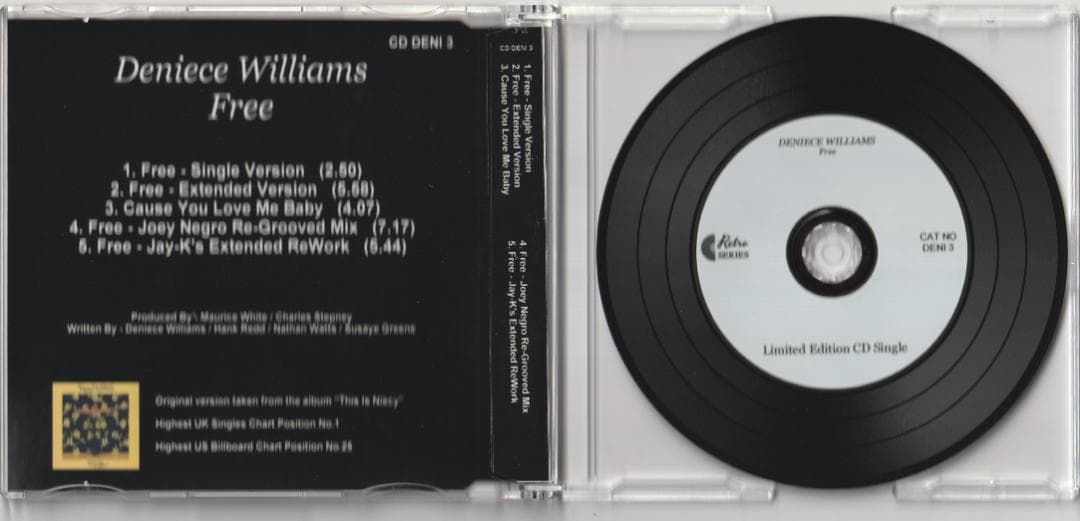 CD DENI 3
Deniece Williams
Free
1. Free - Single Version (2.50)
2. Free - Extended Version (5.58)
3. Cause You Love Me Baby (4.07)
4. Free - Joey Negro Re-Grooved Mix (7.17)
5. Free - Jay-K's Extended ReWork (5.44)
Produced By: Maurice White / Charles Stepney
Written By - Deniece Williams / Hank Redd / Nathan Watts / Susaye Greene
Original version taken from the album "This Is Niecy"
Highest UK Singles Chart Position No.1
Highest US Billboard Chart Position No.25
CD DENI 3
1. Free - Single Version
2. Free - Extended Version
3. Cause You Love Me Baby
4. Free - Joey Negro Re-Grooved Mix
5. Free - Jay-K's Extended ReWork
DENIECE WILLIAMS
Free
Retro
SERIES
CAT NO
DENI 3
Limited Edition CD Single